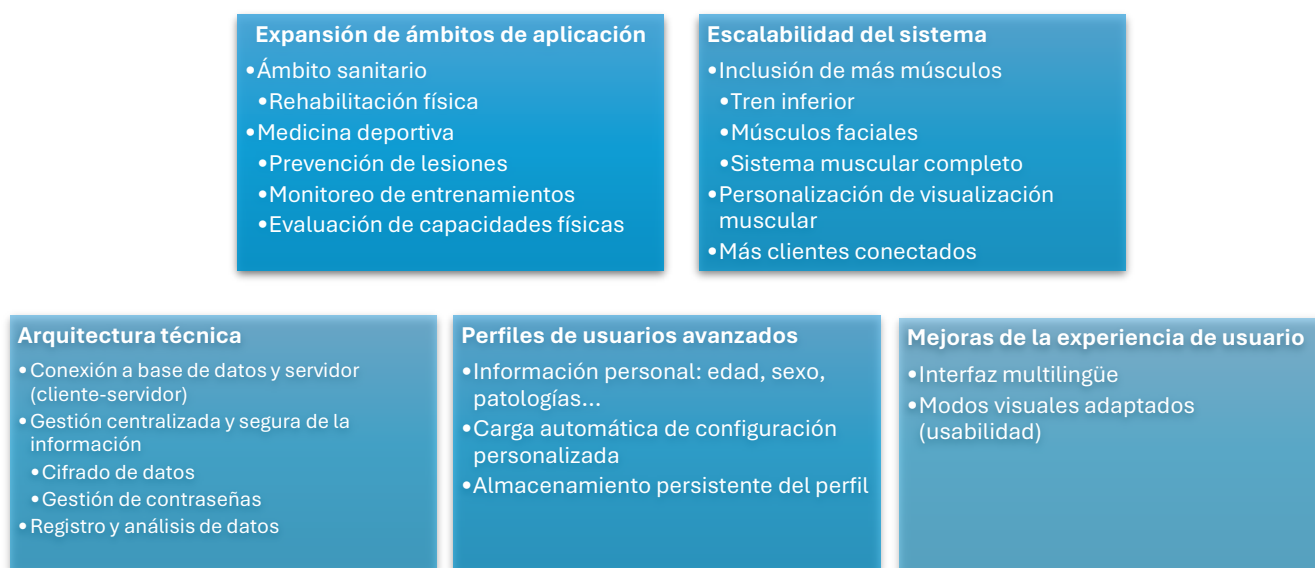 Expansión de ámbitos de aplicación
•Ámbito sanitario
•Rehabilitación física
•Medicina deportiva
•Prevención de lesiones
•Monitoreo de entrenamientos
•Evaluación de capacidades físicas
Escalabilidad del sistema
•Inclusión de más músculos
•Tren inferior
•Músculos faciales
•Sistema muscular completo
•Personalización de visualización
muscular
•Más clientes conectados
Arquitectura técnica
•Conexión a base de datos y servidor
(cliente-servidor)
•Gestión centralizada y segura de la
información
•Cifrado de datos
•Gestión de contraseñas
•Registro y análisis de datos
Perfiles de usuarios avanzados
•Información personal: edad, sexo,
patologías...
•Carga automática de configuración
personalizada
•Almacenamiento persistente del perfil
Mejoras de la experiencia de usuario
•Interfaz multilingüe
•Modos visuales adaptados
(usabilidad)